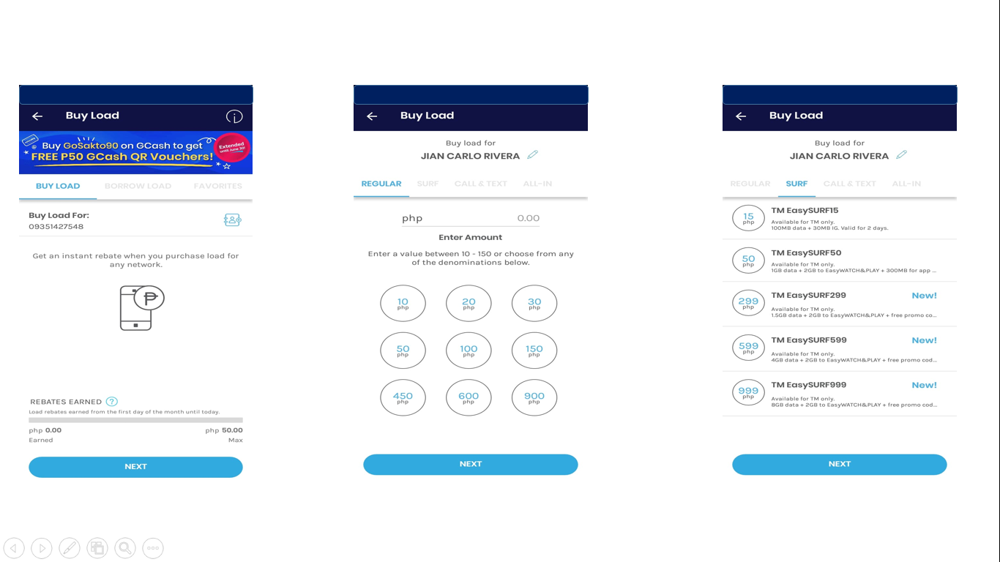 Buy Load
Buy GoSakto90 on GCash to get
FREE P50 GCash QR Vouchers!
Extended
until June 30!
BUY LOAD BORROW LOAD FAVORITES
Buy Load For:
09351427548
Get an instant rebate when you purchase load for
any network.
REBATES EARNED ?
Load rebates earned from the first day of the month until today.
php 0.00 php 50.00
Earned Max
NEXT
Buy Load
Buy load for
JIAN CARLO RIVERA
REGULAR SURF CALL & TEXT ALL-IN
php 0.00
Enter Amount
Enter a value between 10 - 150 or choose from any
of the denominations below.
10 20 30
php php php
50 100 150
php php php
450 600 900
php php php
NEXT
Buy Load
Buy load for
JIAN CARLO RIVERA
REGULAR SURF CALL & TEXT ALL-IN
15 php
TM EasySURF15
Available for TM only.
100MB data + 30MB IG. Valid for 2 days.
50 php
TM EasySURF50
Available for TM only.
1GB data + 2GB to EasyWATCH&PLAY + 300MB for app ...
299 php
TM EasySURF299 New!
Available for TM only.
1.5GB data + 2GB to EasyWATCH&PLAY + free promo co...
599 php
TM EasySURF599 New!
Available for TM only.
4GB data + 2GB to EasyWATCH&PLAY + free promo cod...
999 php
TM EasySURF999 New!
Available for TM only.
8GB data + 2GB to EasyWATCH&PLAY + free promo cod...
NEXT